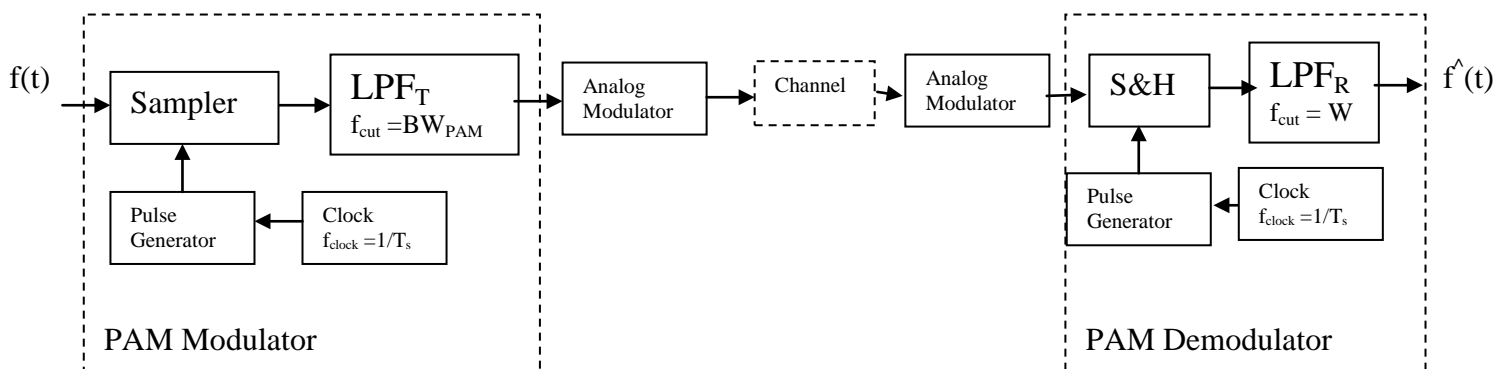 f(t)
Sampler
LPF_T
f_cut =BW_PAM
Analog
Modulator
Channel
Analog
Modulator
S&H
LPF_R
f_cut = W
f^(t)
Pulse
Generator
Clock
f_clock =1/T_s
Pulse
Generator
Clock
f_clock =1/T_s
PAM Modulator
PAM Demodulator